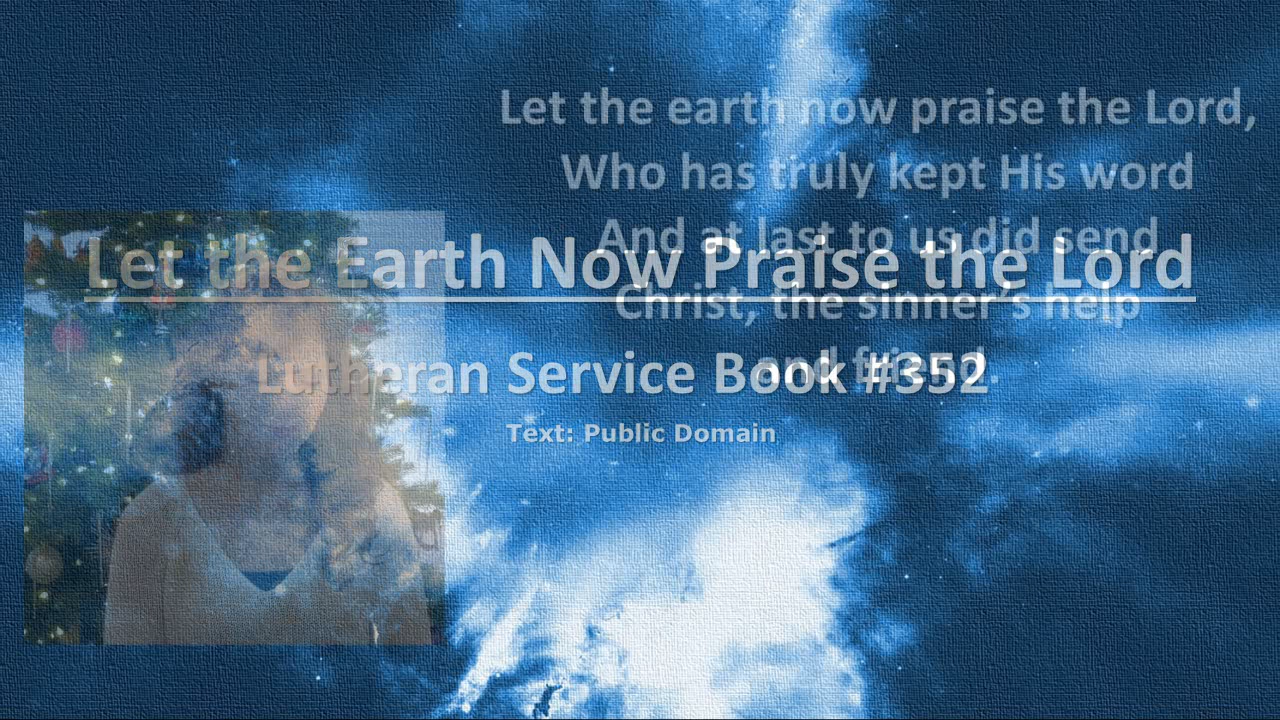 Let the earth now praise the Lord,
Who has truly kept His word
And at last to us did send
Let the Earth Now Praise the Lord
Christ, the sinner's help
and friend.
Lutheran Service Book #352
Text: Public Domain